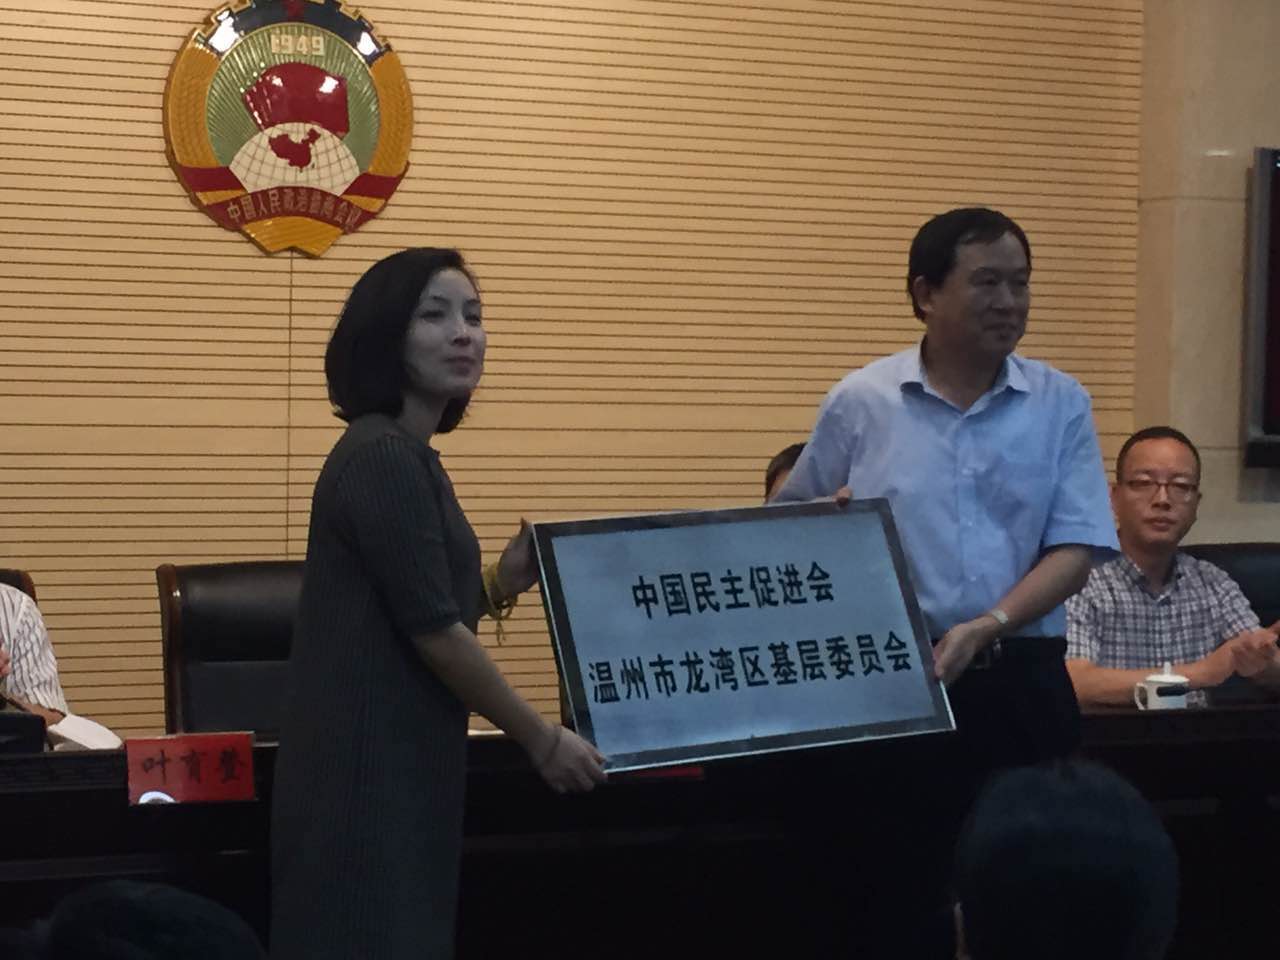 1949
中国人民政治协商会议
中国民主促进会
温州市龙湾区基层委员会
叶育登